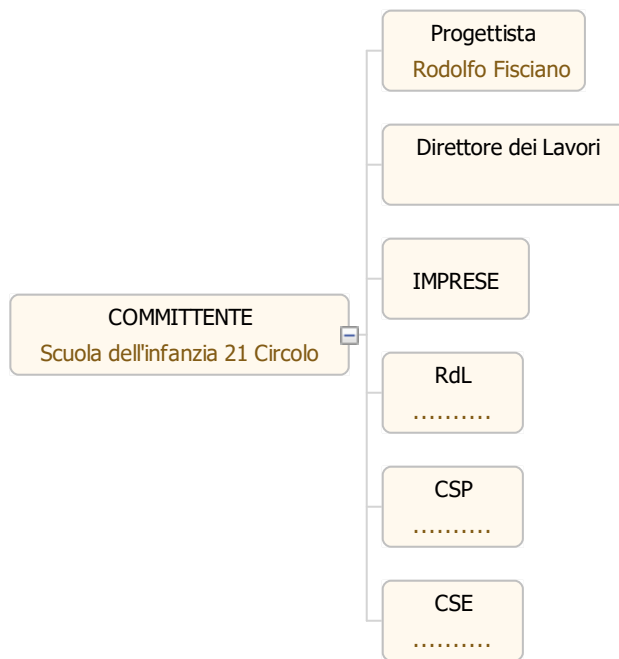 Progettista
Rodolfo Fisciano
Direttore dei Lavori
IMPRESE
COMMITTENTE
Scuola dell'infanzia 21 Circolo
RdL
..........
CSP
..........
CSE
..........